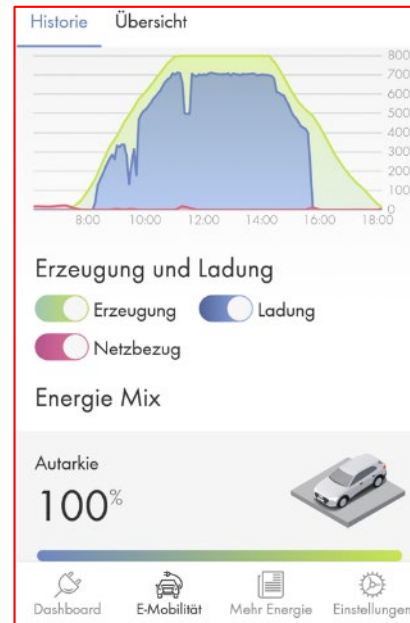 Historie Übersicht
800
700
600
500
400
300
200
100
0
8:00 10:00 12:00 14:00 16:00 18:00
Erzeugung und Ladung
Erzeugung Ladung
Netzbezug
Energie Mix
Autarkie
100%
Dashboard E-Mobilität Mehr Energie Einstellungen